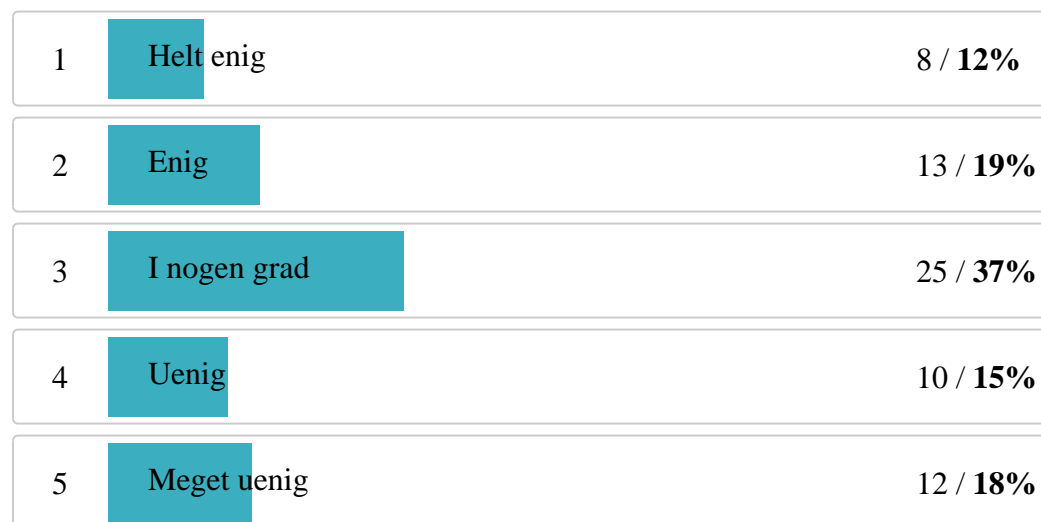 1 Helt enig 8 / 12%
2 Enig 13 / 19%
3 I nogen grad 25 / 37%
4 Uenig 10 / 15%
5 Meget uenig 12 / 18%